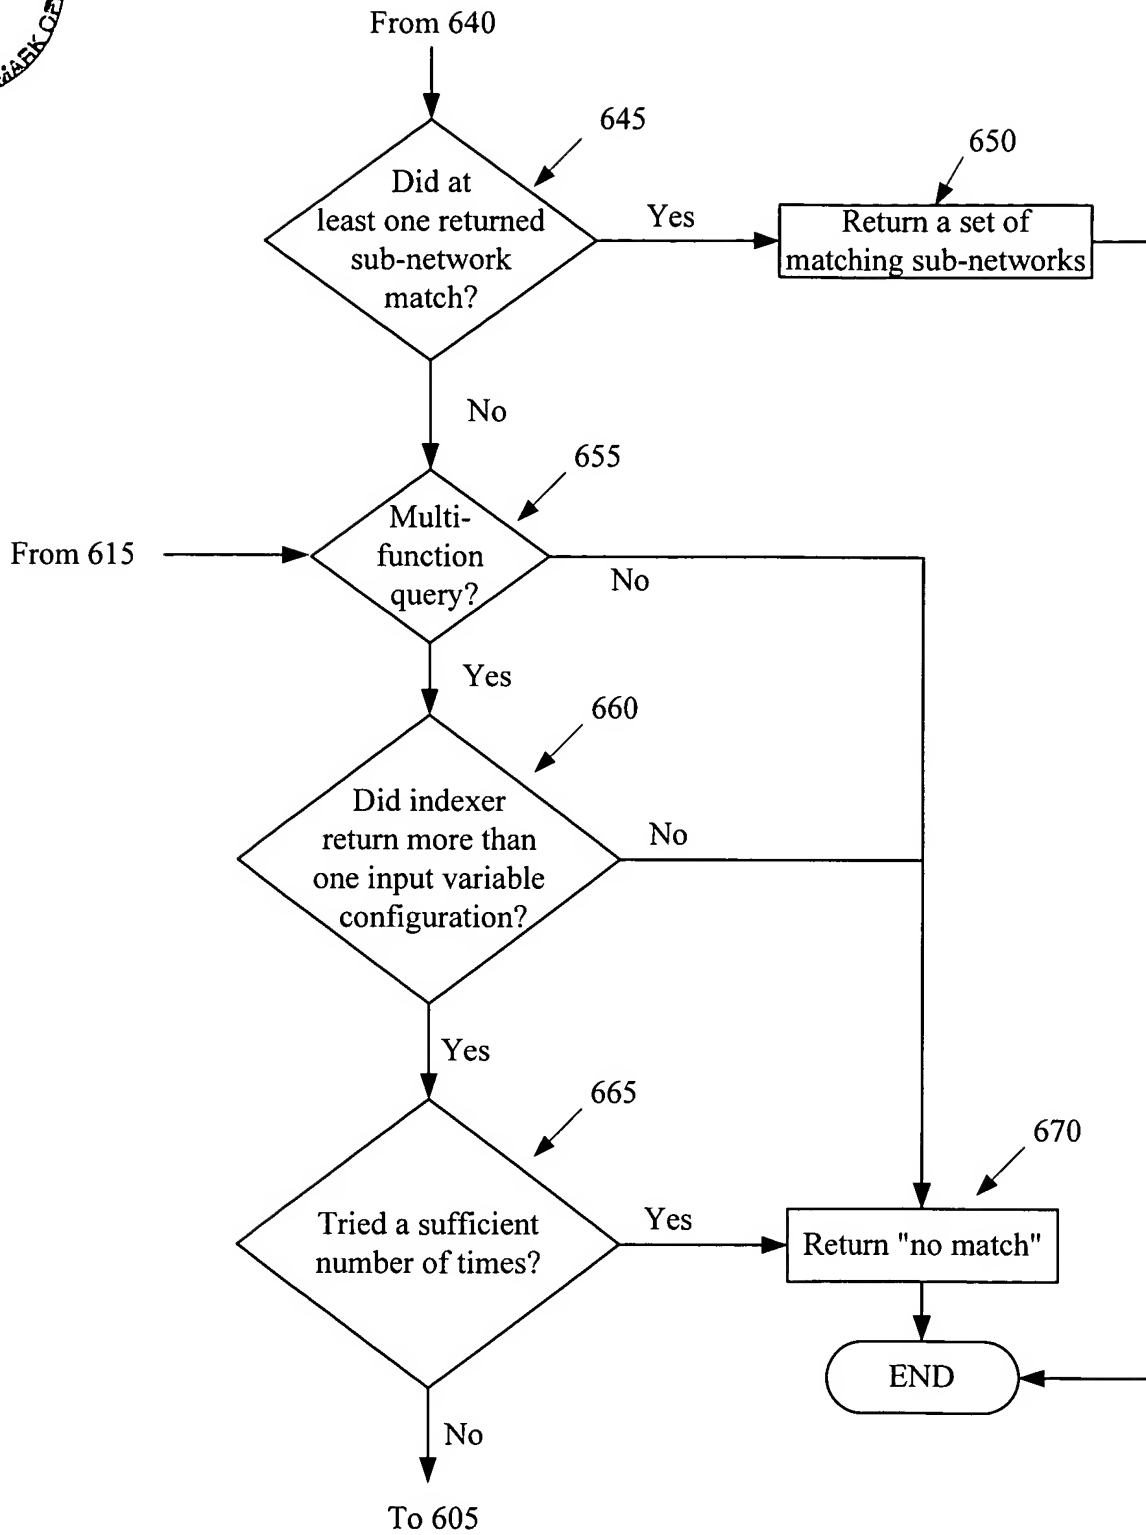 From 640
645
Did at
least one returned
sub-network
match?
Yes
650
Return a set of
matching sub-networks
No
655
From 615
Multi-
function
query?
No
Yes
660
Did indexer
return more than
one input variable
configuration?
No
Yes
665
Tried a sufficient
number of times?
Yes
670
Return "no match"
END
No
To 605